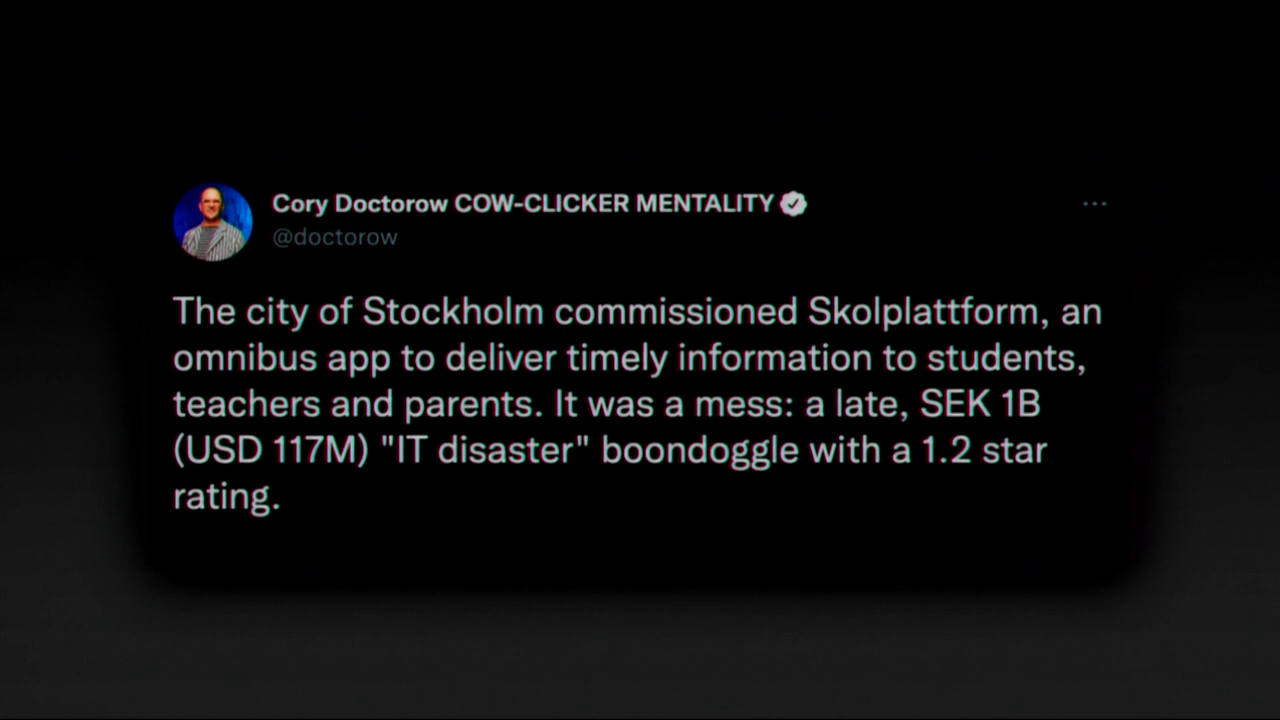 Cory Doctorow COW-CLICKER MENTALITY
@doctorow
The city of Stockholm commissioned Skolplattform, an
omnibus app to deliver timely information to students,
teachers and parents. It was a mess: a late, SEK 1B
(USD 117M) "IT disaster" boondoggle with a 1.2 star
rating.